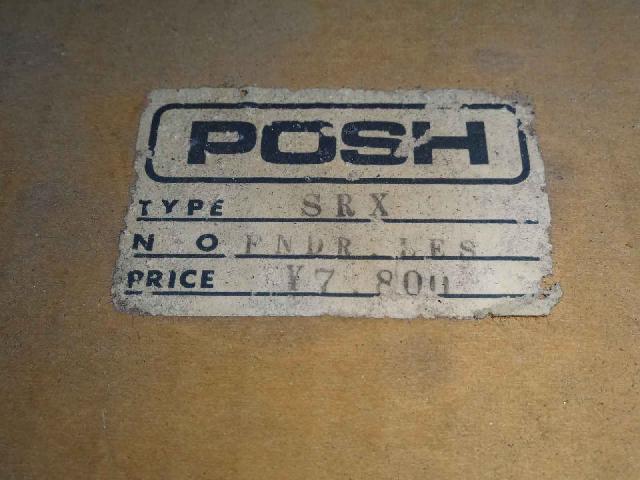 POSH
TYPE SRX
NO FNDR.LES
PRICE ¥7,800